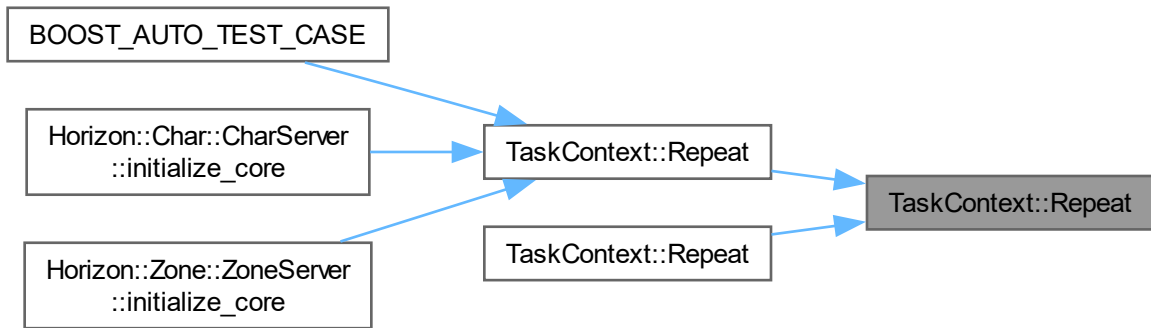 BOOST_AUTO_TEST_CASE
Horizon::Char::CharServer
::initialize_core
Horizon::Zone::ZoneServer
::initialize_core
TaskContext::Repeat
TaskContext::Repeat
TaskContext::Repeat